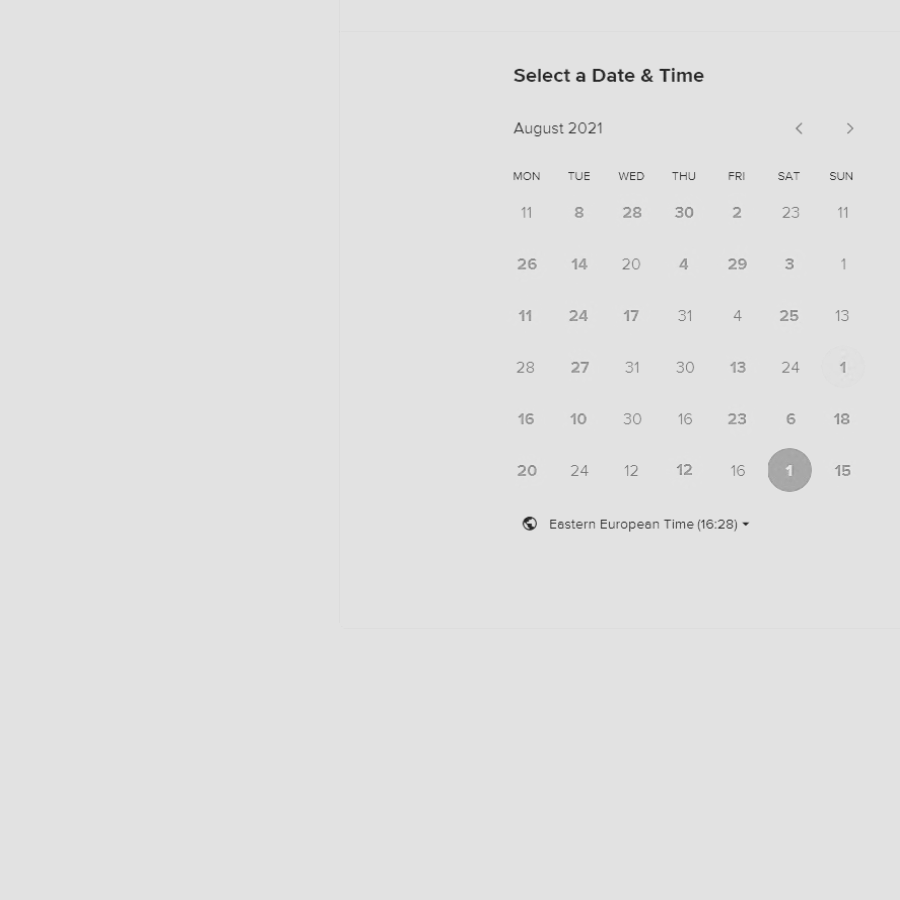 Select a Date & Time
August 2021
MON TUE WED THU FRI SAT SUN
11 8 28 30 2 23 11
26 14 20 4 29 3 1
11 24 17 31 4 25 13
28 27 31 30 13 24 1
16 10 30 16 23 6 18
20 24 12 12 16 1 15
Eastern European Time (16:28)